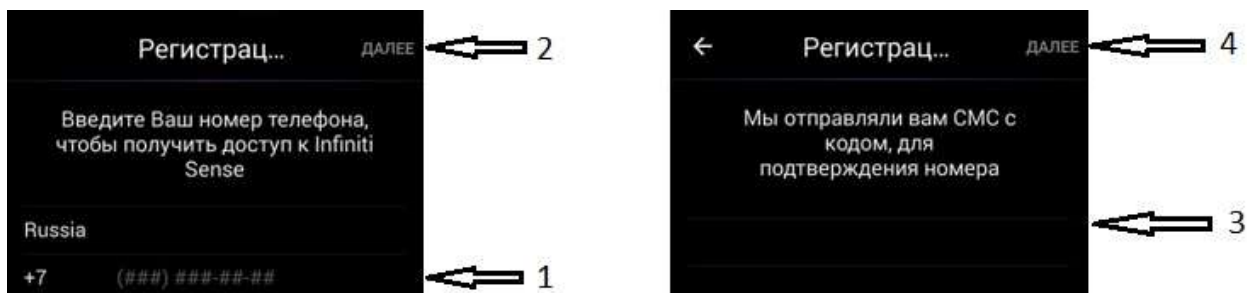 Регистрац...
ДАЛЕЕ
2
Введите Ваш номер телефона,
чтобы получить доступ к Infiniti
Sense
Russia
+7 (###) ###-##-##
1
Регистрац...
ДАЛЕЕ
4
Мы отправляли вам СМС с
кодом, для
подтверждения номера
3